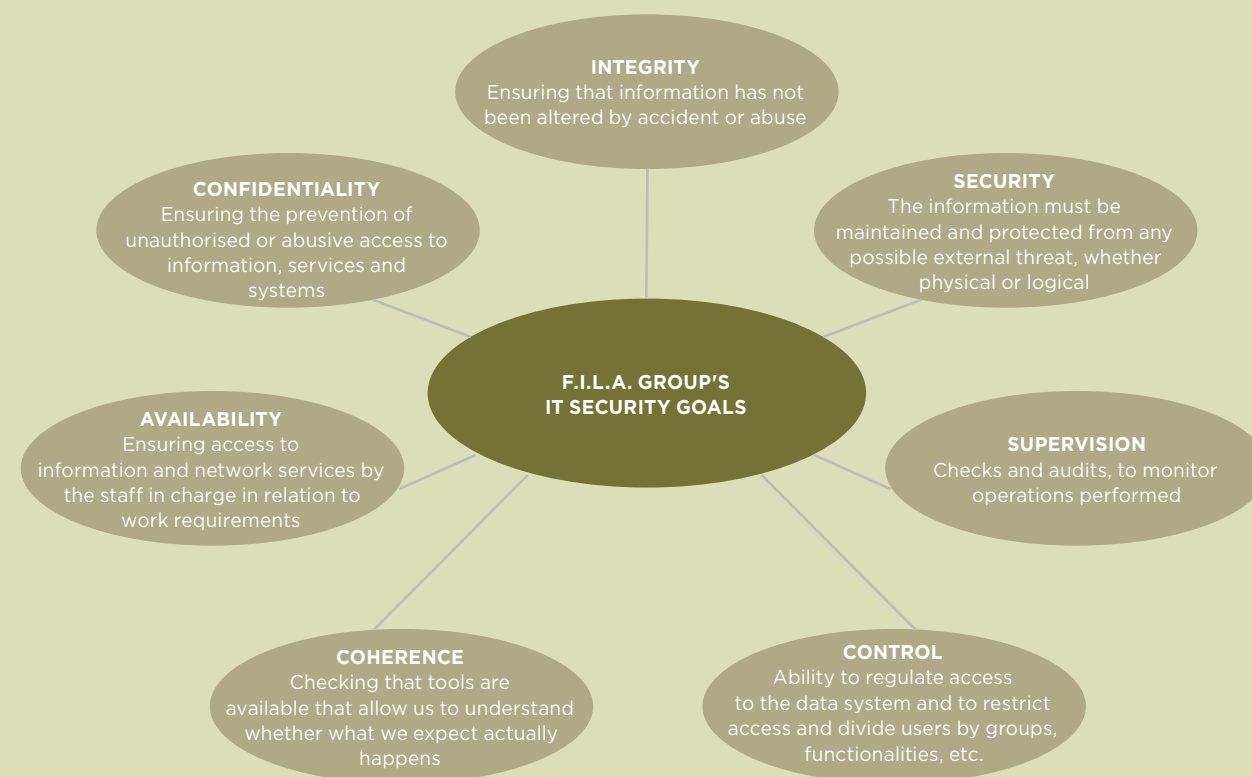 INTEGRITY
Ensuring that information has not
been altered by accident or abuse
CONFIDENTIALITY
Ensuring the prevention of
unauthorised or abusive access to
information, services and
systems
SECURITY
The information must be
maintained and protected from any
possible external threat, whether
physical or logical
F.I.L.A. GROUP'S
IT SECURITY GOALS
AVAILABILITY
Ensuring access to
information and network services by
the staff in charge in relation to
work requirements
SUPERVISION
Checks and audits, to monitor
operations performed
COHERENCE
Checking that tools are
available that allow us to understand
whether what we expect actually
happens
CONTROL
Ability to regulate access
to the data system and to restrict
access and divide users by groups,
functionalities, etc.